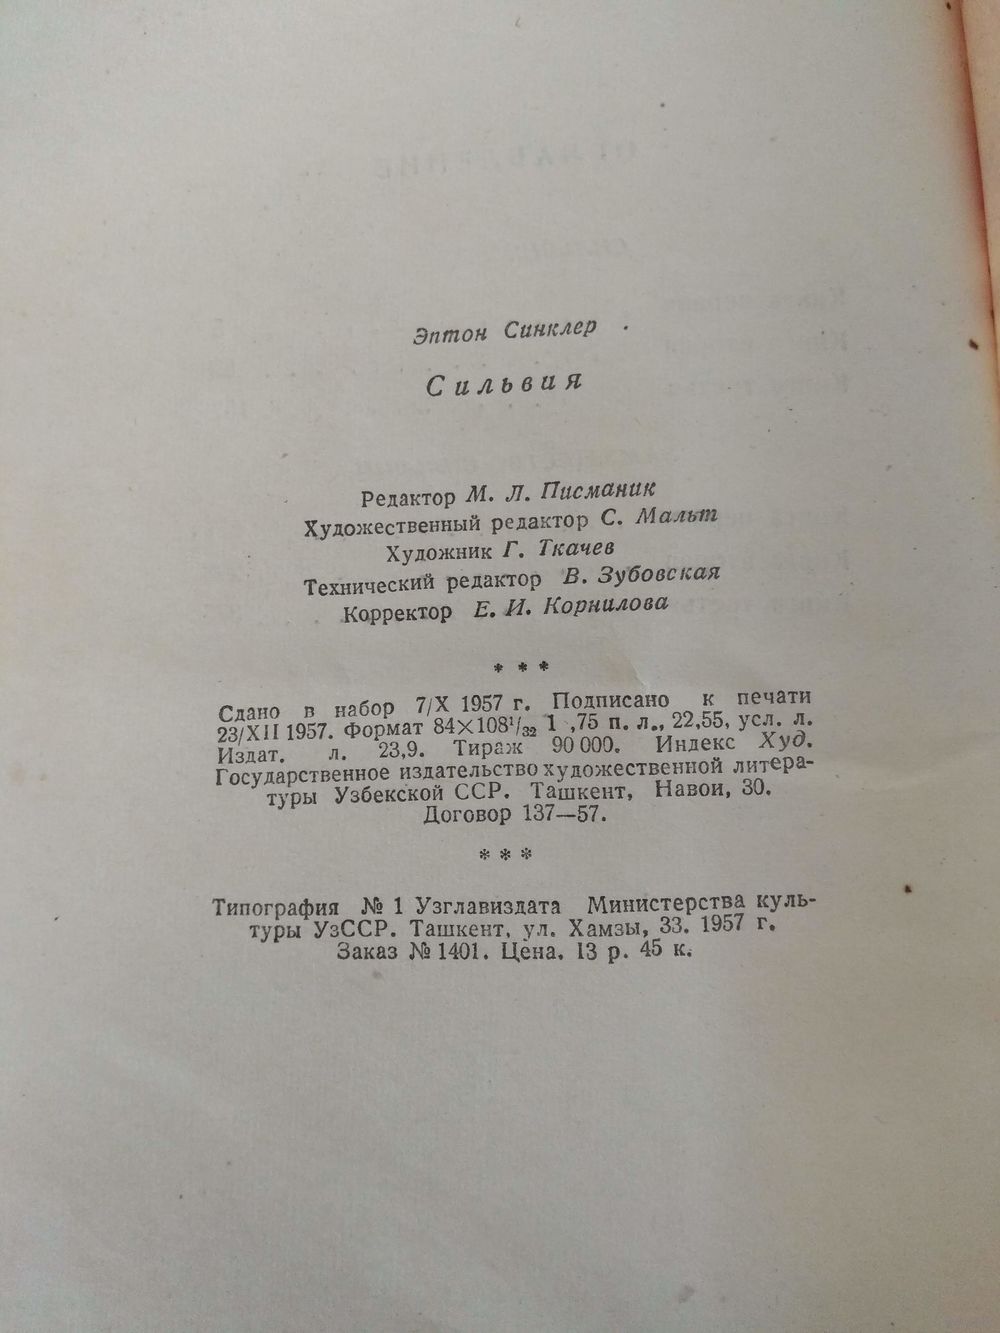 Эптон Синклер
Сильвия
Редактор М. Л. Писманик
Художественный редактор С. Мальт
Художник Г. Ткачев
Технический редактор В. Зубовская
Корректор Е. И. Корнилова
* * *
Сдано в набор 7/X 1957 г. Подписано к печати
23/XII 1957. Формат 84×108¹/₃₂ 1 ,75 п. л., 22,55, усл. л.
Издат. л. 23,9. Тираж 90 000. Индекс Худ.
Государственное издательство художественной литера-
туры Узбекской ССР. Ташкент, Навои, 30.
Договор 137—57.
* * *
Типография № 1 Узглавиздата Министерства куль-
туры УзССР. Ташкент, ул. Хамзы, 33. 1957 г.
Заказ № 1401. Цена. 13 р. 45 к.